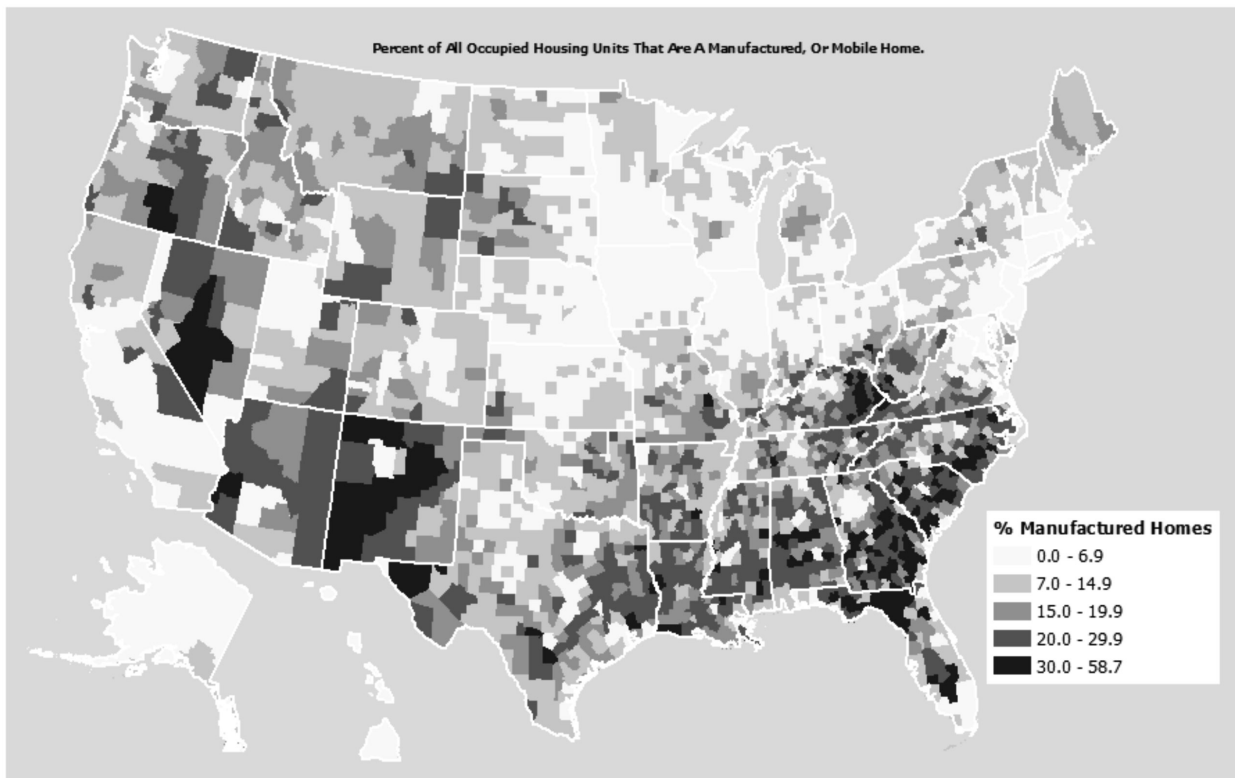 Percent of All Occupied Housing Units That Are A Manufactured, Or Mobile Home.
% Manufactured Homes
0.0 - 6.9
7.0 - 14.9
15.0 - 19.9
20.0 - 29.9
30.0 - 58.7